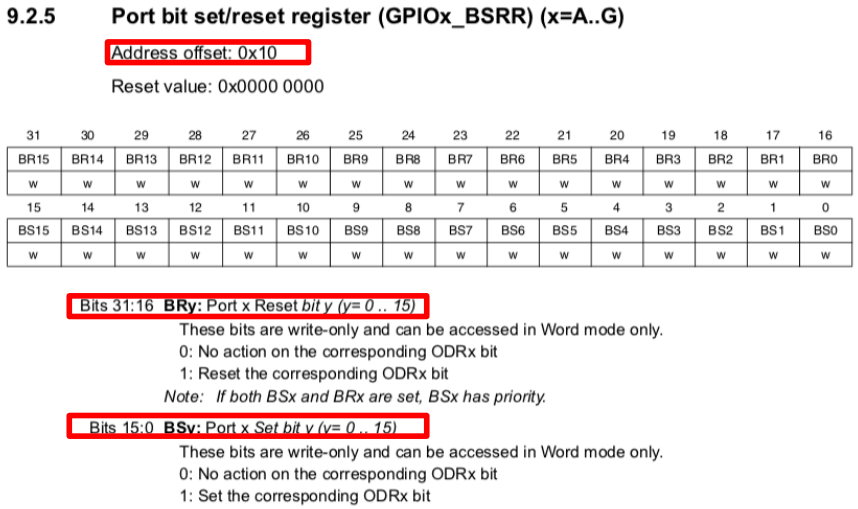 9.2.5 Port bit set/reset register (GPIOx_BSRR) (x=A..G)
Address offset: 0x10
Reset value: 0x0000 0000
31 30 29 28 27 26 25 24 23 22 21 20 19 18 17 16
BR15 BR14 BR13 BR12 BR11 BR10 BR9 BR8 BR7 BR6 BR5 BR4 BR3 BR2 BR1 BR0
w w w w w w w w w w w w w w w w
15 14 13 12 11 10 9 8 7 6 5 4 3 2 1 0
BS15 BS14 BS13 BS12 BS11 BS10 BS9 BS8 BS7 BS6 BS5 BS4 BS3 BS2 BS1 BS0
w w w w w w w w w w w w w w w w
Bits 31:16 BRy: Port x Reset bit y (y= 0 .. 15)
These bits are write-only and can be accessed in Word mode only.
0: No action on the corresponding ODRx bit
1: Reset the corresponding ODRx bit
Note: If both BSx and BRx are set, BSx has priority.
Bits 15:0 BSy: Port x Set bit y (y= 0 .. 15)
These bits are write-only and can be accessed in Word mode only.
0: No action on the corresponding ODRx bit
1: Set the corresponding ODRx bit